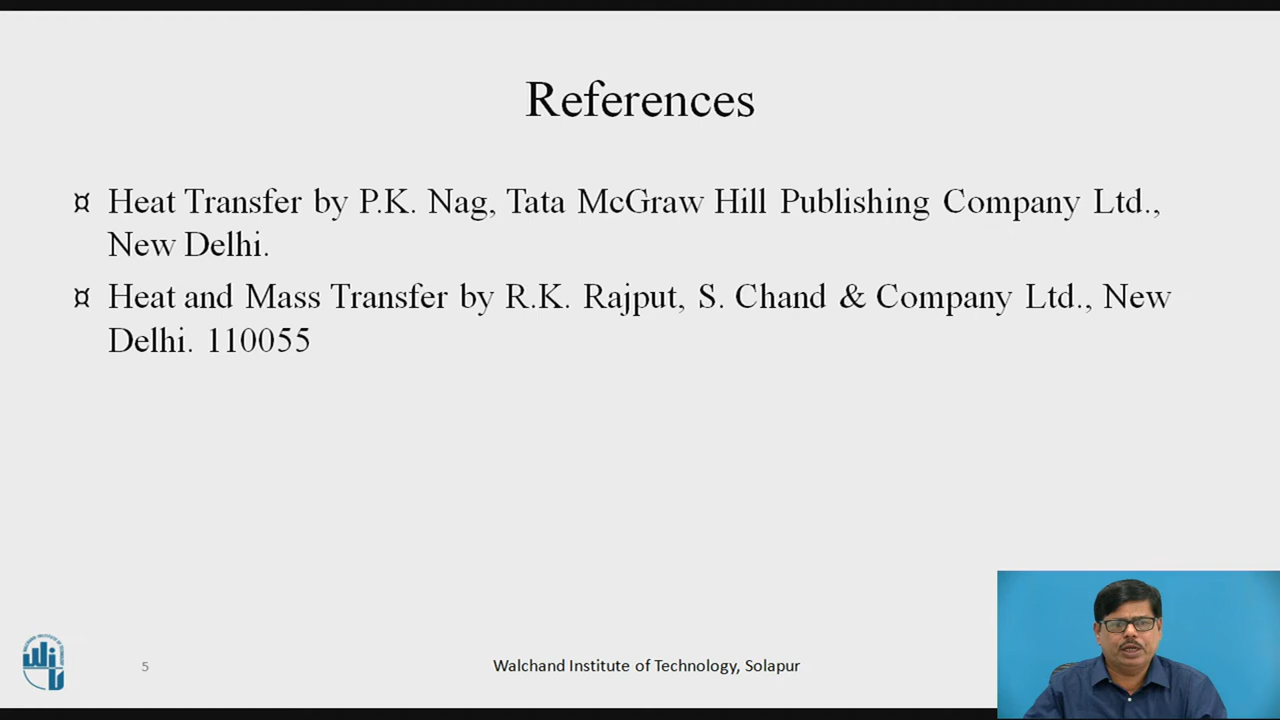 References
¤ Heat Transfer by P.K. Nag, Tata McGraw Hill Publishing Company Ltd.,
New Delhi.
¤ Heat and Mass Transfer by R.K. Rajput, S. Chand & Company Ltd., New
Delhi. 110055
5
Walchand Institute of Technology, Solapur